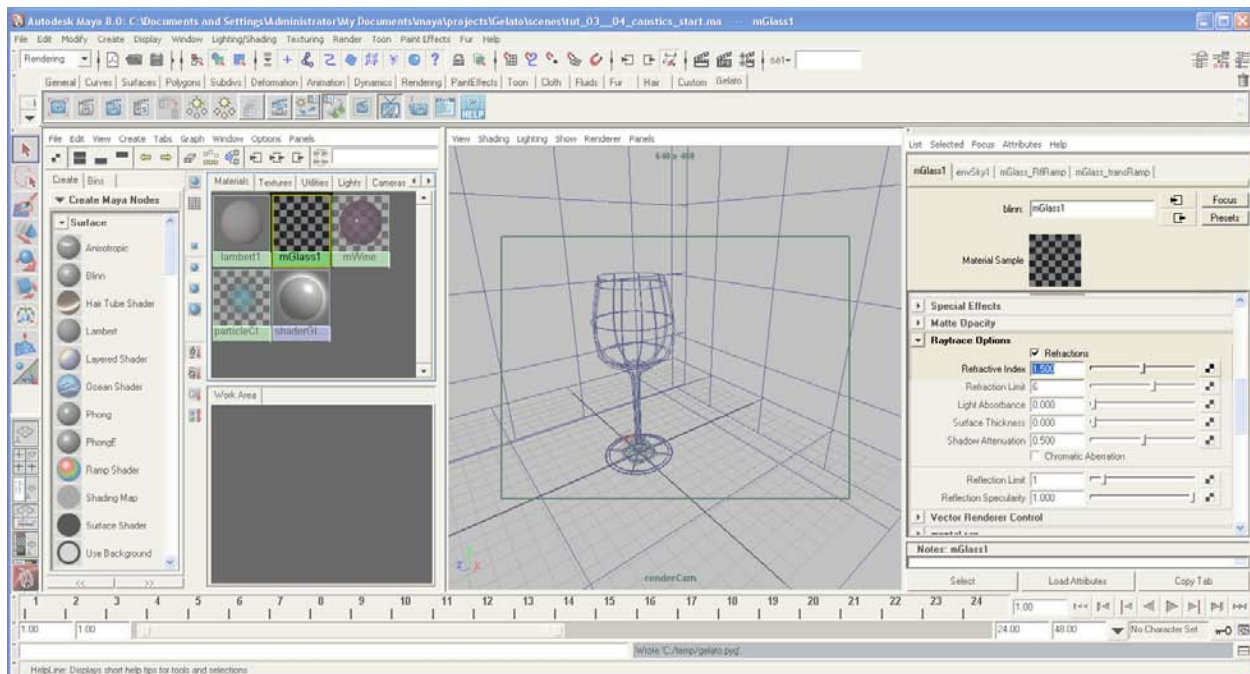 Autodesk Maya 8.0: C:\Documents and Settings\Administrator\My Documents\maya\projects\Gelato\scenes\tut_03__04_caustics_start.ma --- mGlass1
File Edit Modify Create Display Window Lighting/Shading Texturing Render Toon Paint Effects Fur Help
Rendering
sel+
General Curves Surfaces Polygons Subdivs Deformation Animation Dynamics Rendering PaintEffects Toon Cloth Fluids Fur Hair Custom Gelato
HELP
File Edit View Create Tabs Graph Window Options Panels
Create Bins
Create Maya Nodes
Surface
Anisotropic
Blinn
Hair Tube Shader
Lambert
Layered Shader
Ocean Shader
Phong
PhongE
Ramp Shader
Shading Map
Surface Shader
Use Background
<< >>
Materials Textures Utilities Lights Cameras
lambert1 mGlass1 mWine
particleCl... shaderGl...
Work Area
View Shading Lighting Show Renderer Panels
renderCam
z x
List Selected Focus Attributes Help
mGlass1 envSky1 mGlass_RflRamp mGlass_transRamp
blinn: mGlass1
Focus
Presets
Material Sample
Special Effects
Matte Opacity
Raytrace Options
Refractions
Refractive Index 1.500
Refraction Limit 6
Light Absorbance 0.000
Surface Thickness 0.000
Shadow Attenuation 0.500
Chromatic Aberration
Reflection Limit 1
Reflection Specularity 1.000
Vector Renderer Control
mental ray
Notes: mGlass1
Select Load Attributes Copy Tab
1 2 3 4 5 6 7 8 9 10 11 12 13 14 15 16 17 18 19 20 21 22 23 24 1.00
1.00 1.00 24.00 48.00 No Character Set
Wrote 'C:/temp/gelato.pyg'.
HelpLine: Displays short help tips for tools and selections